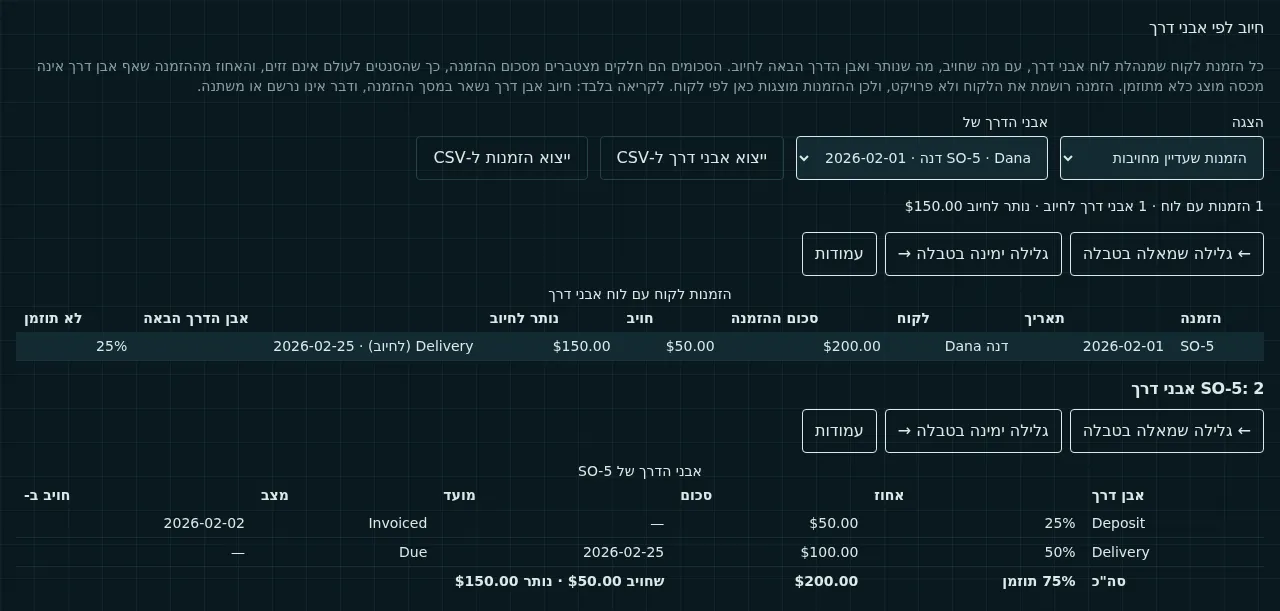 חיוב לפי אבני דרך
כל הזמנת לקוח שמנהלת לוח אבני דרך, עם מה שחויב, מה שנותר ואבן הדרך הבאה לחיוב. הסכומים הם חלקים מצטברים מסכום ההזמנה, כך שהסנטים לעולם אינם זזים, והאחוז מההזמנה שאף אבן דרך אינה
מכסה מוצג כלא מתוזמן. הזמנה רושמת את הלקוח ולא פרויקט, ולכן ההזמנות מוצגות כאן לפי לקוח. לקריאה בלבד: חיוב אבן דרך נשאר במסך ההזמנה, ודבר אינו נרשם או משתנה.
הצגה אבני הדרך של
הזמנות שעדיין מחויבות SO-5 · Dana דנה · 2026-02-01 ייצוא אבני דרך ל-CSV ייצוא הזמנות ל-CSV
1 הזמנות עם לוח · 1 אבני דרך לחיוב · נותר לחיוב $150.00
← גלילה שמאלה בטבלה גלילה ימינה בטבלה → עמודות
הזמנות לקוח עם לוח אבני דרך
הזמנה תאריך לקוח סכום ההזמנה חויב נותר לחיוב אבן הדרך הבאה לא תוזמן
SO-5 2026-02-01 Dana דנה $200.00 $50.00 $150.00 Delivery (לחיוב) · 2026-02-25 25%
SO-5: 2 אבני דרך
← גלילה שמאלה בטבלה גלילה ימינה בטבלה → עמודות
אבני הדרך של SO-5
אבן דרך אחוז סכום מועד מצב חויב ב-
Deposit 25% $50.00 — Invoiced 2026-02-02
Delivery 50% $100.00 2026-02-25 Due —
סה"כ 75% תוזמן $200.00 שחויב $50.00 · נותר $150.00